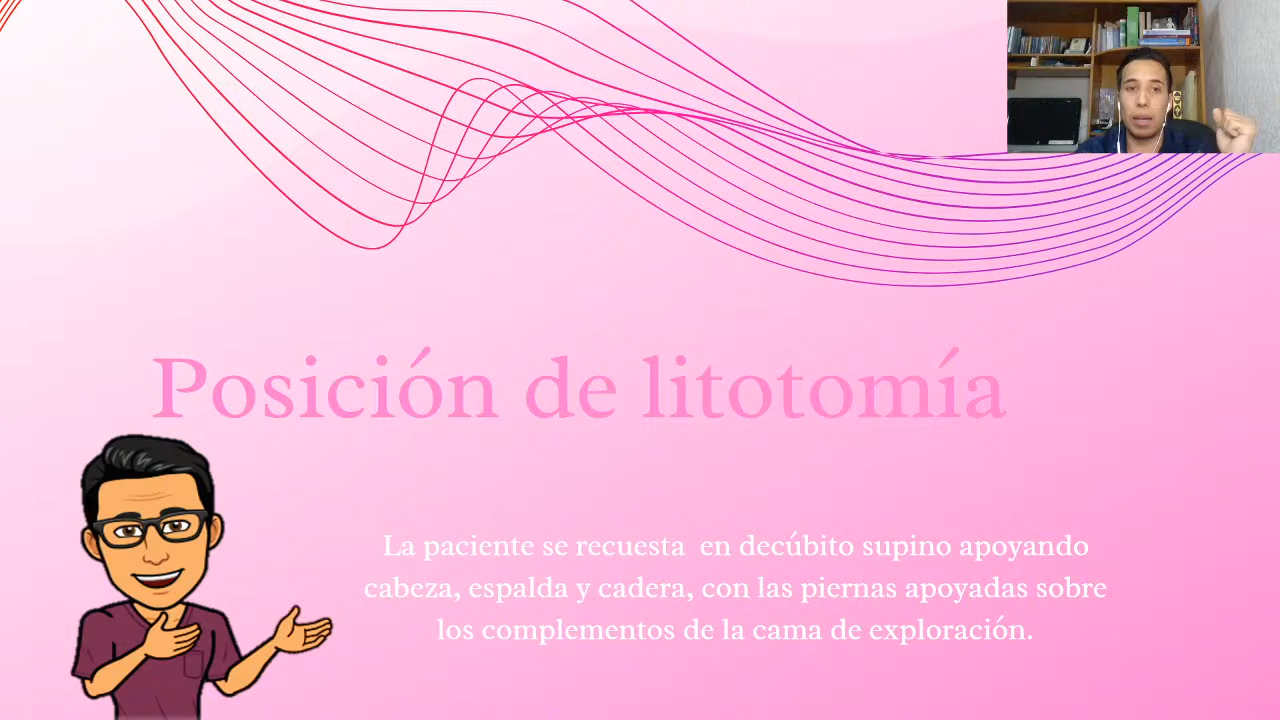 Posición de litotomía
La paciente se recuesta  en decúbito supino apoyando
cabeza, espalda y cadera, con las piernas apoyadas sobre
los complementos de la cama de exploración.